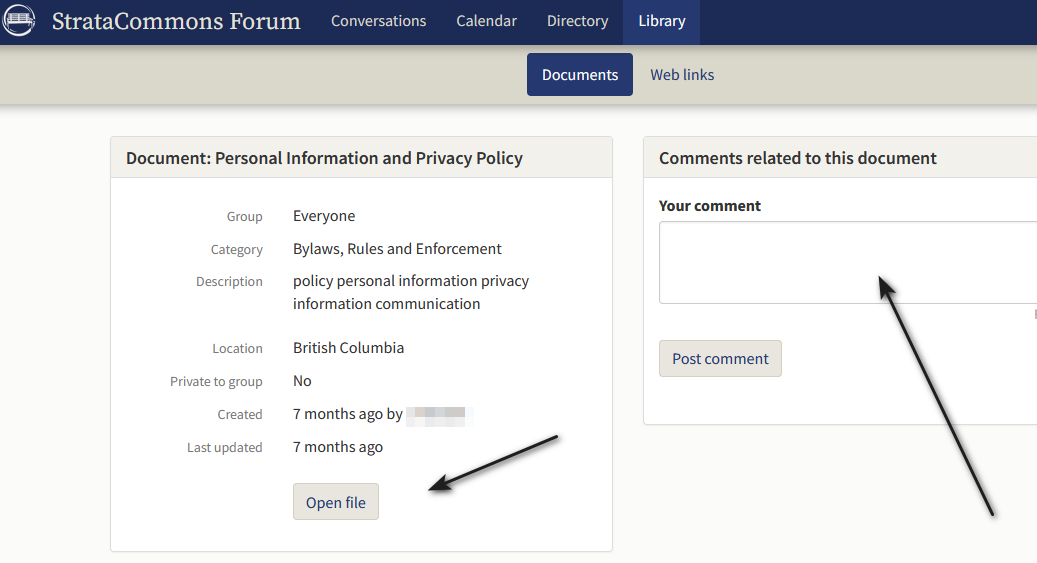 StrataCommons Forum Conversations Calendar Directory Library
Documents Web links
Document: Personal Information and Privacy Policy
Group Everyone
Category Bylaws, Rules and Enforcement
Description policy personal information privacy
information communication
Location British Columbia
Private to group No
Created 7 months ago by
Last updated 7 months ago
Open file
Comments related to this document
Your comment
Post comment